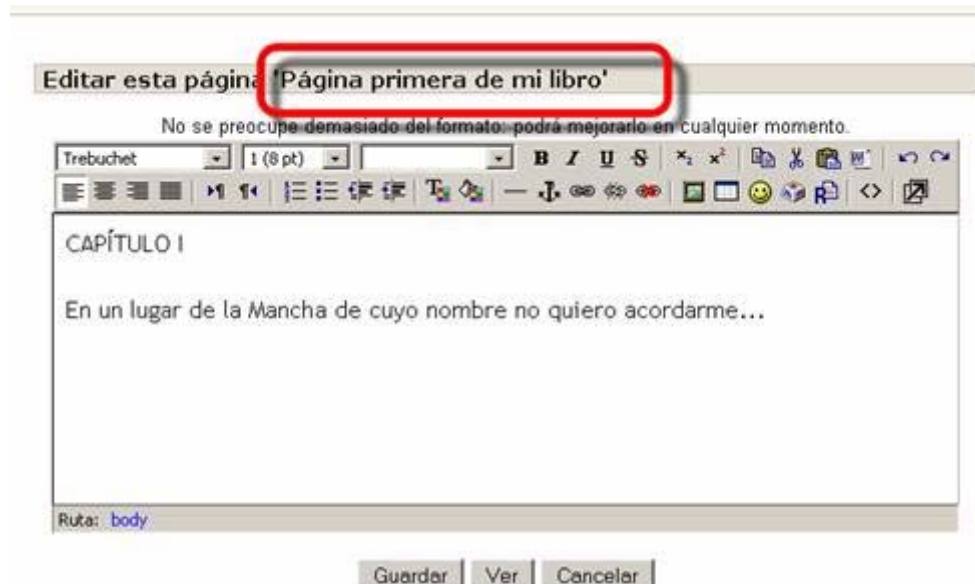 Editar esta página 'Página primera de mi libro'
No se preocupe demasiado del formato: podrá mejorarlo en cualquier momento.
Trebuchet 1 (8 pt) B I U S ×₂ ×²
CAPÍTULO I
En un lugar de la Mancha de cuyo nombre no quiero acordarme...
Ruta: body
Guardar Ver Cancelar